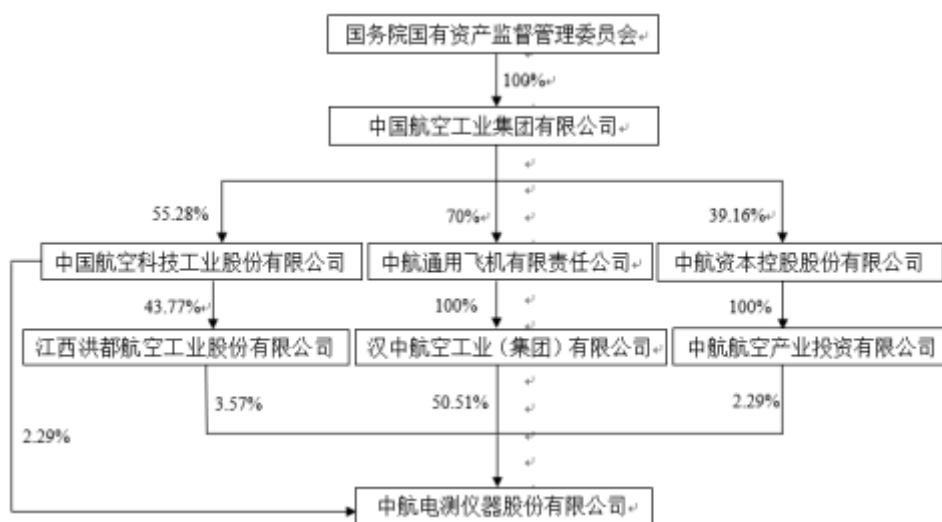 国务院国有资产监督管理委员会
100%
中国航空工业集团有限公司
55.28%
70%
39.16%
中国航空科技工业股份有限公司
中航通用飞机有限责任公司
中航资本控股股份有限公司
43.77%
100%
100%
江西洪都航空工业股份有限公司
汉中航空工业（集团）有限公司
中航航空产业投资有限公司
3.57%
50.51%
2.29%
2.29%
中航电测仪器股份有限公司